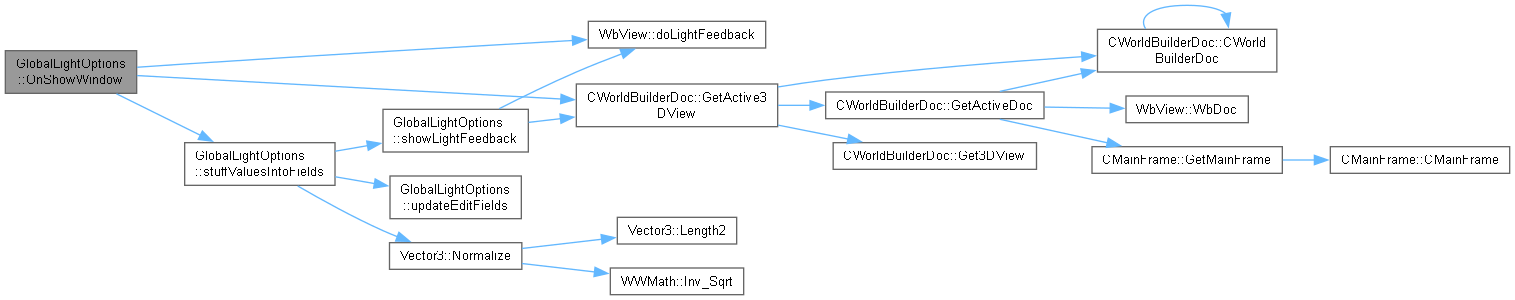 GlobalLightOptions
::OnShowWindow
WbView::doLightFeedback
CWorldBuilderDoc::CWorld
BuilderDoc
CWorldBuilderDoc::GetActive3
DView
CWorldBuilderDoc::GetActiveDoc
WbView::WbDoc
GlobalLightOptions
::showLightFeedback
GlobalLightOptions
::stuffValuesIntoFields
CWorldBuilderDoc::Get3DView
CMainFrame::GetMainFrame
CMainFrame::CMainFrame
GlobalLightOptions
::updateEditFields
Vector3::Normalize
Vector3::Length2
WWMath::Inv_Sqrt